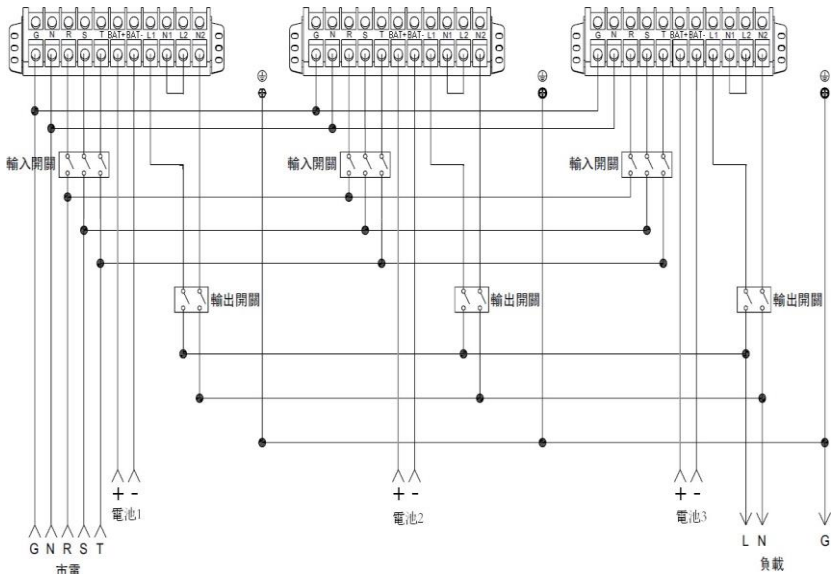 G N R S T BAT+ BAT- L1 N1 L2 N2
G N R S T BAT+ BAT- L1 N1 L2 N2
G N R S T BAT+ BAT- L1 N1 L2 N2
輸入開關
輸入開關
輸入開關
輸出開關
輸出開關
輸出開關
+ -
電池1
+ -
電池2
+ -
電池3
G N R S T
市電
L N
負載
G